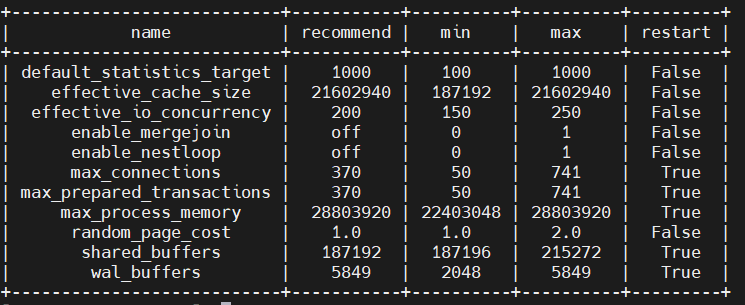 +---------------------------+-----------+----------+----------+---------+
|            name           | recommend |   min    |   max    | restart |
+---------------------------+-----------+----------+----------+---------+
| default_statistics_target |    1000   |   100    |   1000   |  False  |
|    effective_cache_size   |  21602940 |  187192  | 21602940 |  False  |
|  effective_io_concurrency |    200    |   150    |   250    |  False  |
|      enable_mergejoin     |    off    |    0     |    1     |  False  |
|      enable_nestloop      |    off    |    0     |    1     |  False  |
|      max_connections      |    370    |    50    |   741    |   True  |
| max_prepared_transactions |    370    |    50    |   741    |   True  |
|     max_process_memory    |  28803920 | 22403048 | 28803920 |   True  |
|      random_page_cost     |    1.0    |   1.0    |   2.0    |  False  |
|       shared_buffers      |   187192  |  187196  |  215272  |   True  |
|        wal_buffers        |    5849   |   2048   |   5849   |   True  |
+---------------------------+-----------+----------+----------+---------+